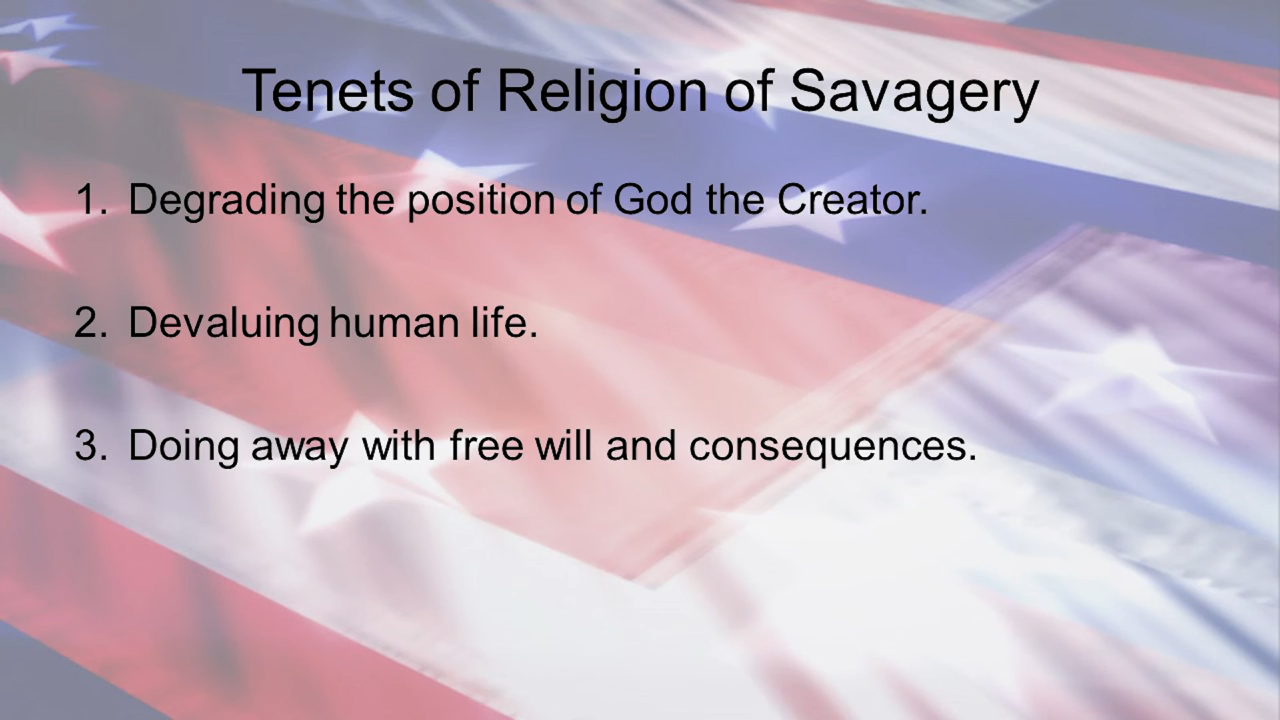 Tenets of Religion of Savagery
1. Degrading the position of God the Creator.
2. Devaluing human life.
3. Doing away with free will and consequences.